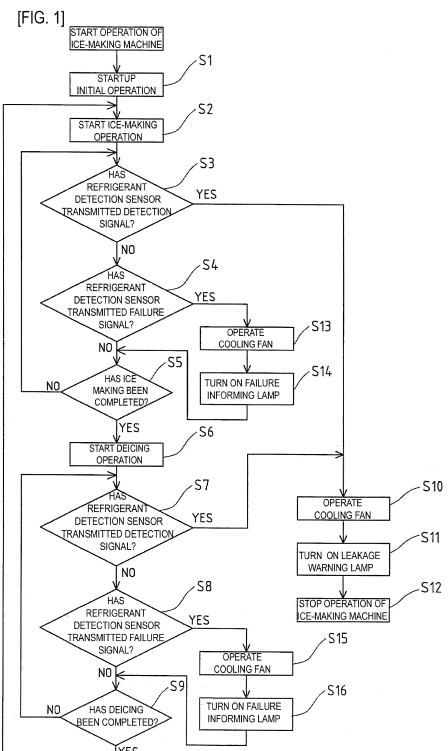 [FIG. 1]
START OPERATION OF
ICE-MAKING MACHINE
S1
STARTUP
INITIAL OPERATION
S2
START ICE-MAKING
OPERATION
S3
HAS
REFRIGERANT
DETECTION SENSOR
TRANSMITTED DETECTION
SIGNAL?
YES
NO
S4
HAS
REFRIGERANT
DETECTION SENSOR
TRANSMITTED FAILURE
SIGNAL?
YES
S13
OPERATE
COOLING FAN
NO
S5
S14
TURN ON FAILURE
INFORMING LAMP
HAS ICE
MAKING BEEN
COMPLETED?
NO
YES
S6
START DEICING
OPERATION
S7
HAS
REFRIGERANT
DETECTION SENSOR
TRANSMITTED DETECTION
SIGNAL?
YES
NO
S10
OPERATE
COOLING FAN
S11
TURN ON LEAKAGE
WARNING LAMP
S12
STOP OPERATION OF
ICE-MAKING MACHINE
S8
HAS
REFRIGERANT
DETECTION SENSOR
TRANSMITTED FAILURE
SIGNAL?
YES
S15
OPERATE
COOLING FAN
NO
S9
S16
TURN ON FAILURE
INFORMING LAMP
HAS DEICING
BEEN COMPLETED?
NO
YES